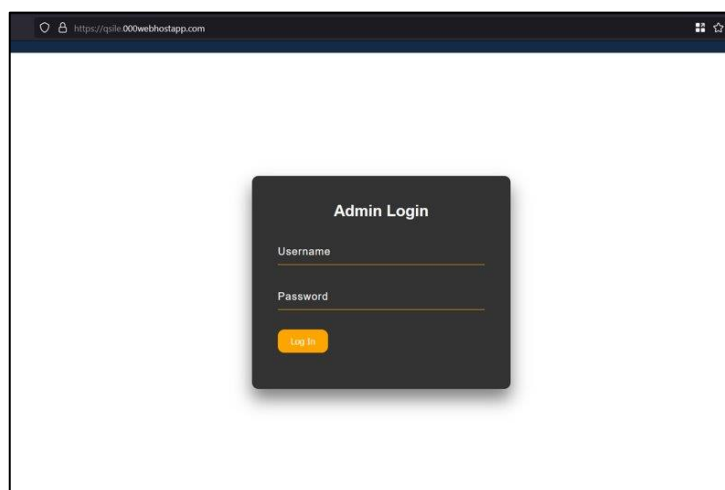 https://qsile.000webhostapp.com
Admin Login
Username
Password
Log In